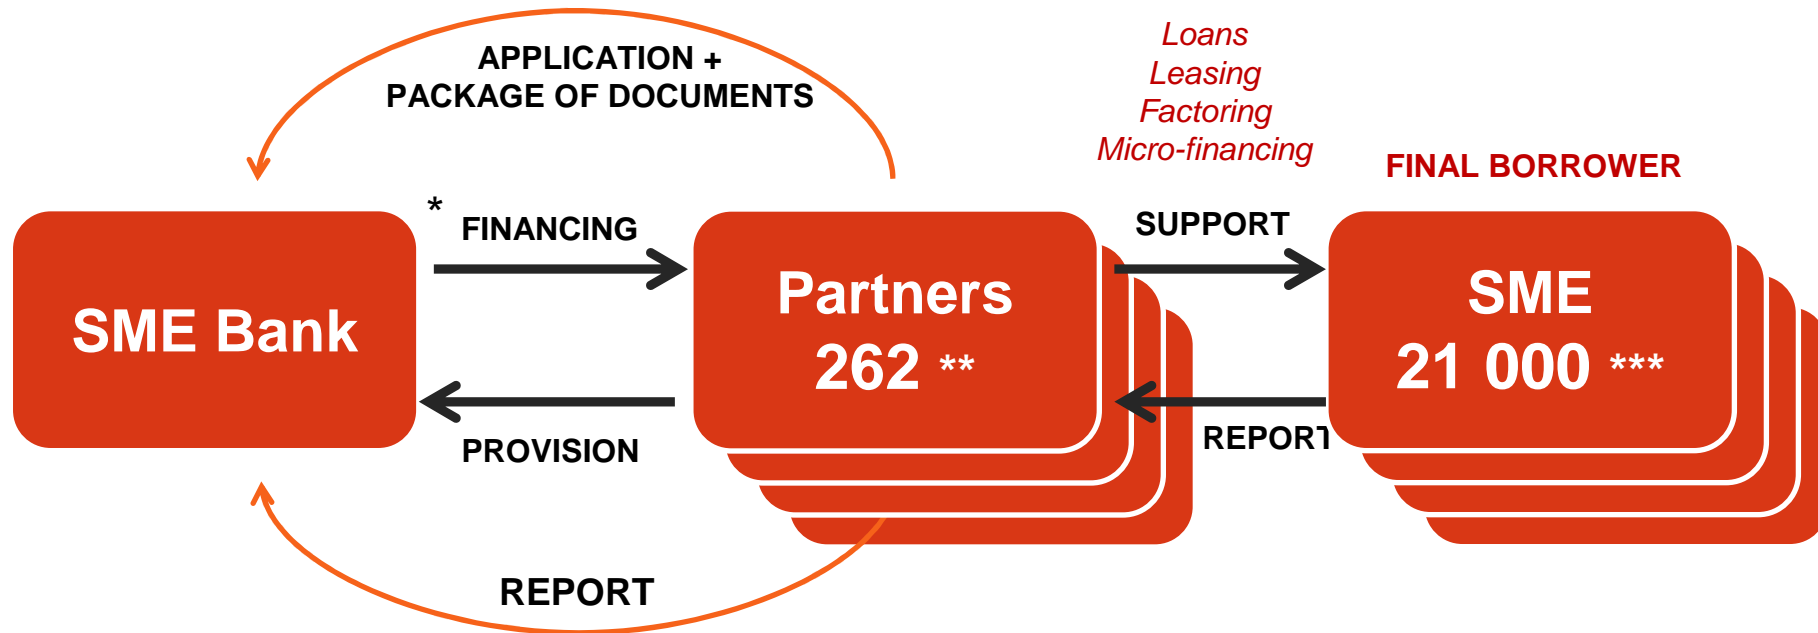 APPLICATION +
PACKAGE OF DOCUMENTS
Loans
Leasing
Factoring
Micro-financing
FINAL BORROWER
* FINANCING
SUPPORT
SME Bank
Partners
262 **
SME
21 000 ***
PROVISION
REPORT
REPORT